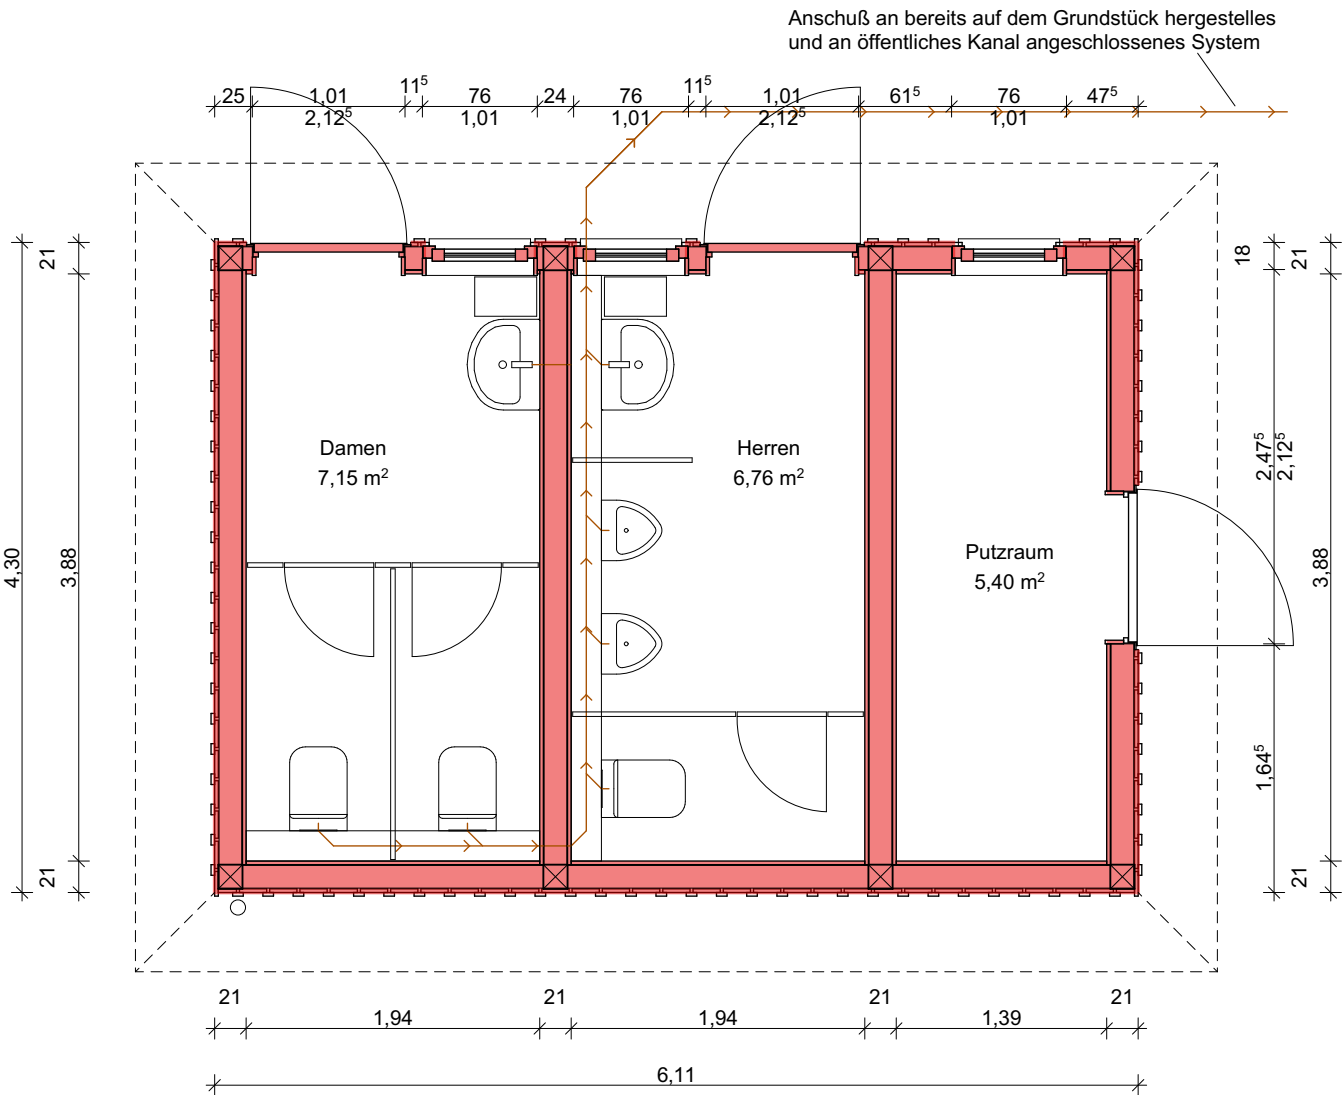 Anschuß an bereits auf dem Grundstück hergestelles
und an öffentliches Kanal angeschlossenes System
25 1,01 11⁵ 76 24 76 11⁵ 1,01 61⁵ 76 47⁵
2,12⁵ 1,01 1,01 2,12⁵ 1,01
21 18 21
Damen
7,15 m²
Herren
6,76 m²
2,47⁵
2,12⁵
4,30 3,88
Putzraum
5,40 m²
3,88
1,64⁵
21 21
21 21 21 21
1,94 1,94 1,39
6,11